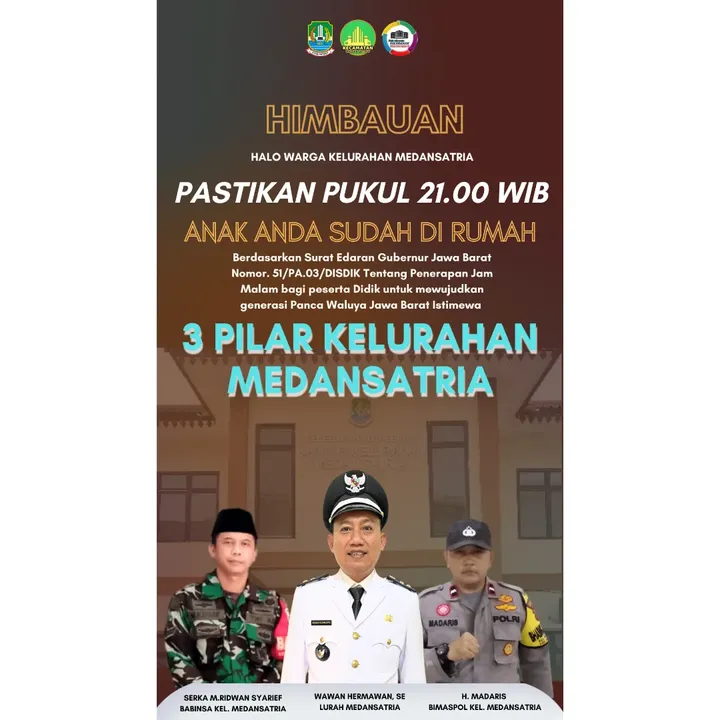 KECAMATAN
HIMBAUAN
HALO WARGA KELURAHAN MEDANSATRIA
PASTIKAN PUKUL 21.00 WIB
ANAK ANDA SUDAH DI RUMAH
Berdasarkan Surat Edaran Gubernur Jawa Barat
Nomor. 51/PA.03/DISDIK Tentang Penerapan Jam
Malam bagi peserta Didik untuk mewujudkan
generasi Panca Waluya Jawa Barat Istimewa
3 PILAR KELURAHAN
MEDANSATRIA
MADARIS
POLRI
SERKA M.RIDWAN SYARIEF
BABINSA KEL. MEDANSATRIA
WAWAN HERMAWAN, SE
LURAH MEDANSATRIA
H. MADARIS
BIMASPOL KEL. MEDANSATRIA